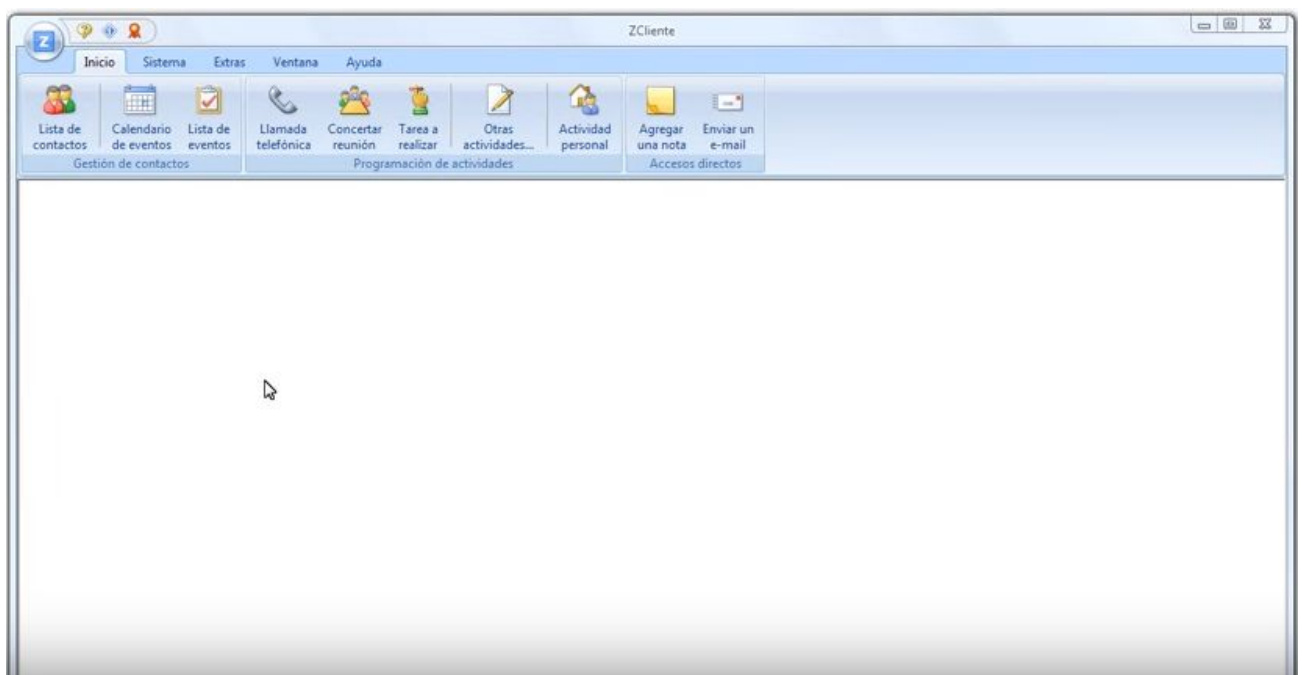 ZCliente
Z
Inicio Sistema Extras Ventana Ayuda
Lista de contactos
Calendario de eventos
Lista de eventos
Llamada telefónica
Concertar reunión
Tarea a realizar
Otras actividades...
Actividad personal
Agregar una nota
Enviar un e-mail
Gestión de contactos
Programación de actividades
Accesos directos